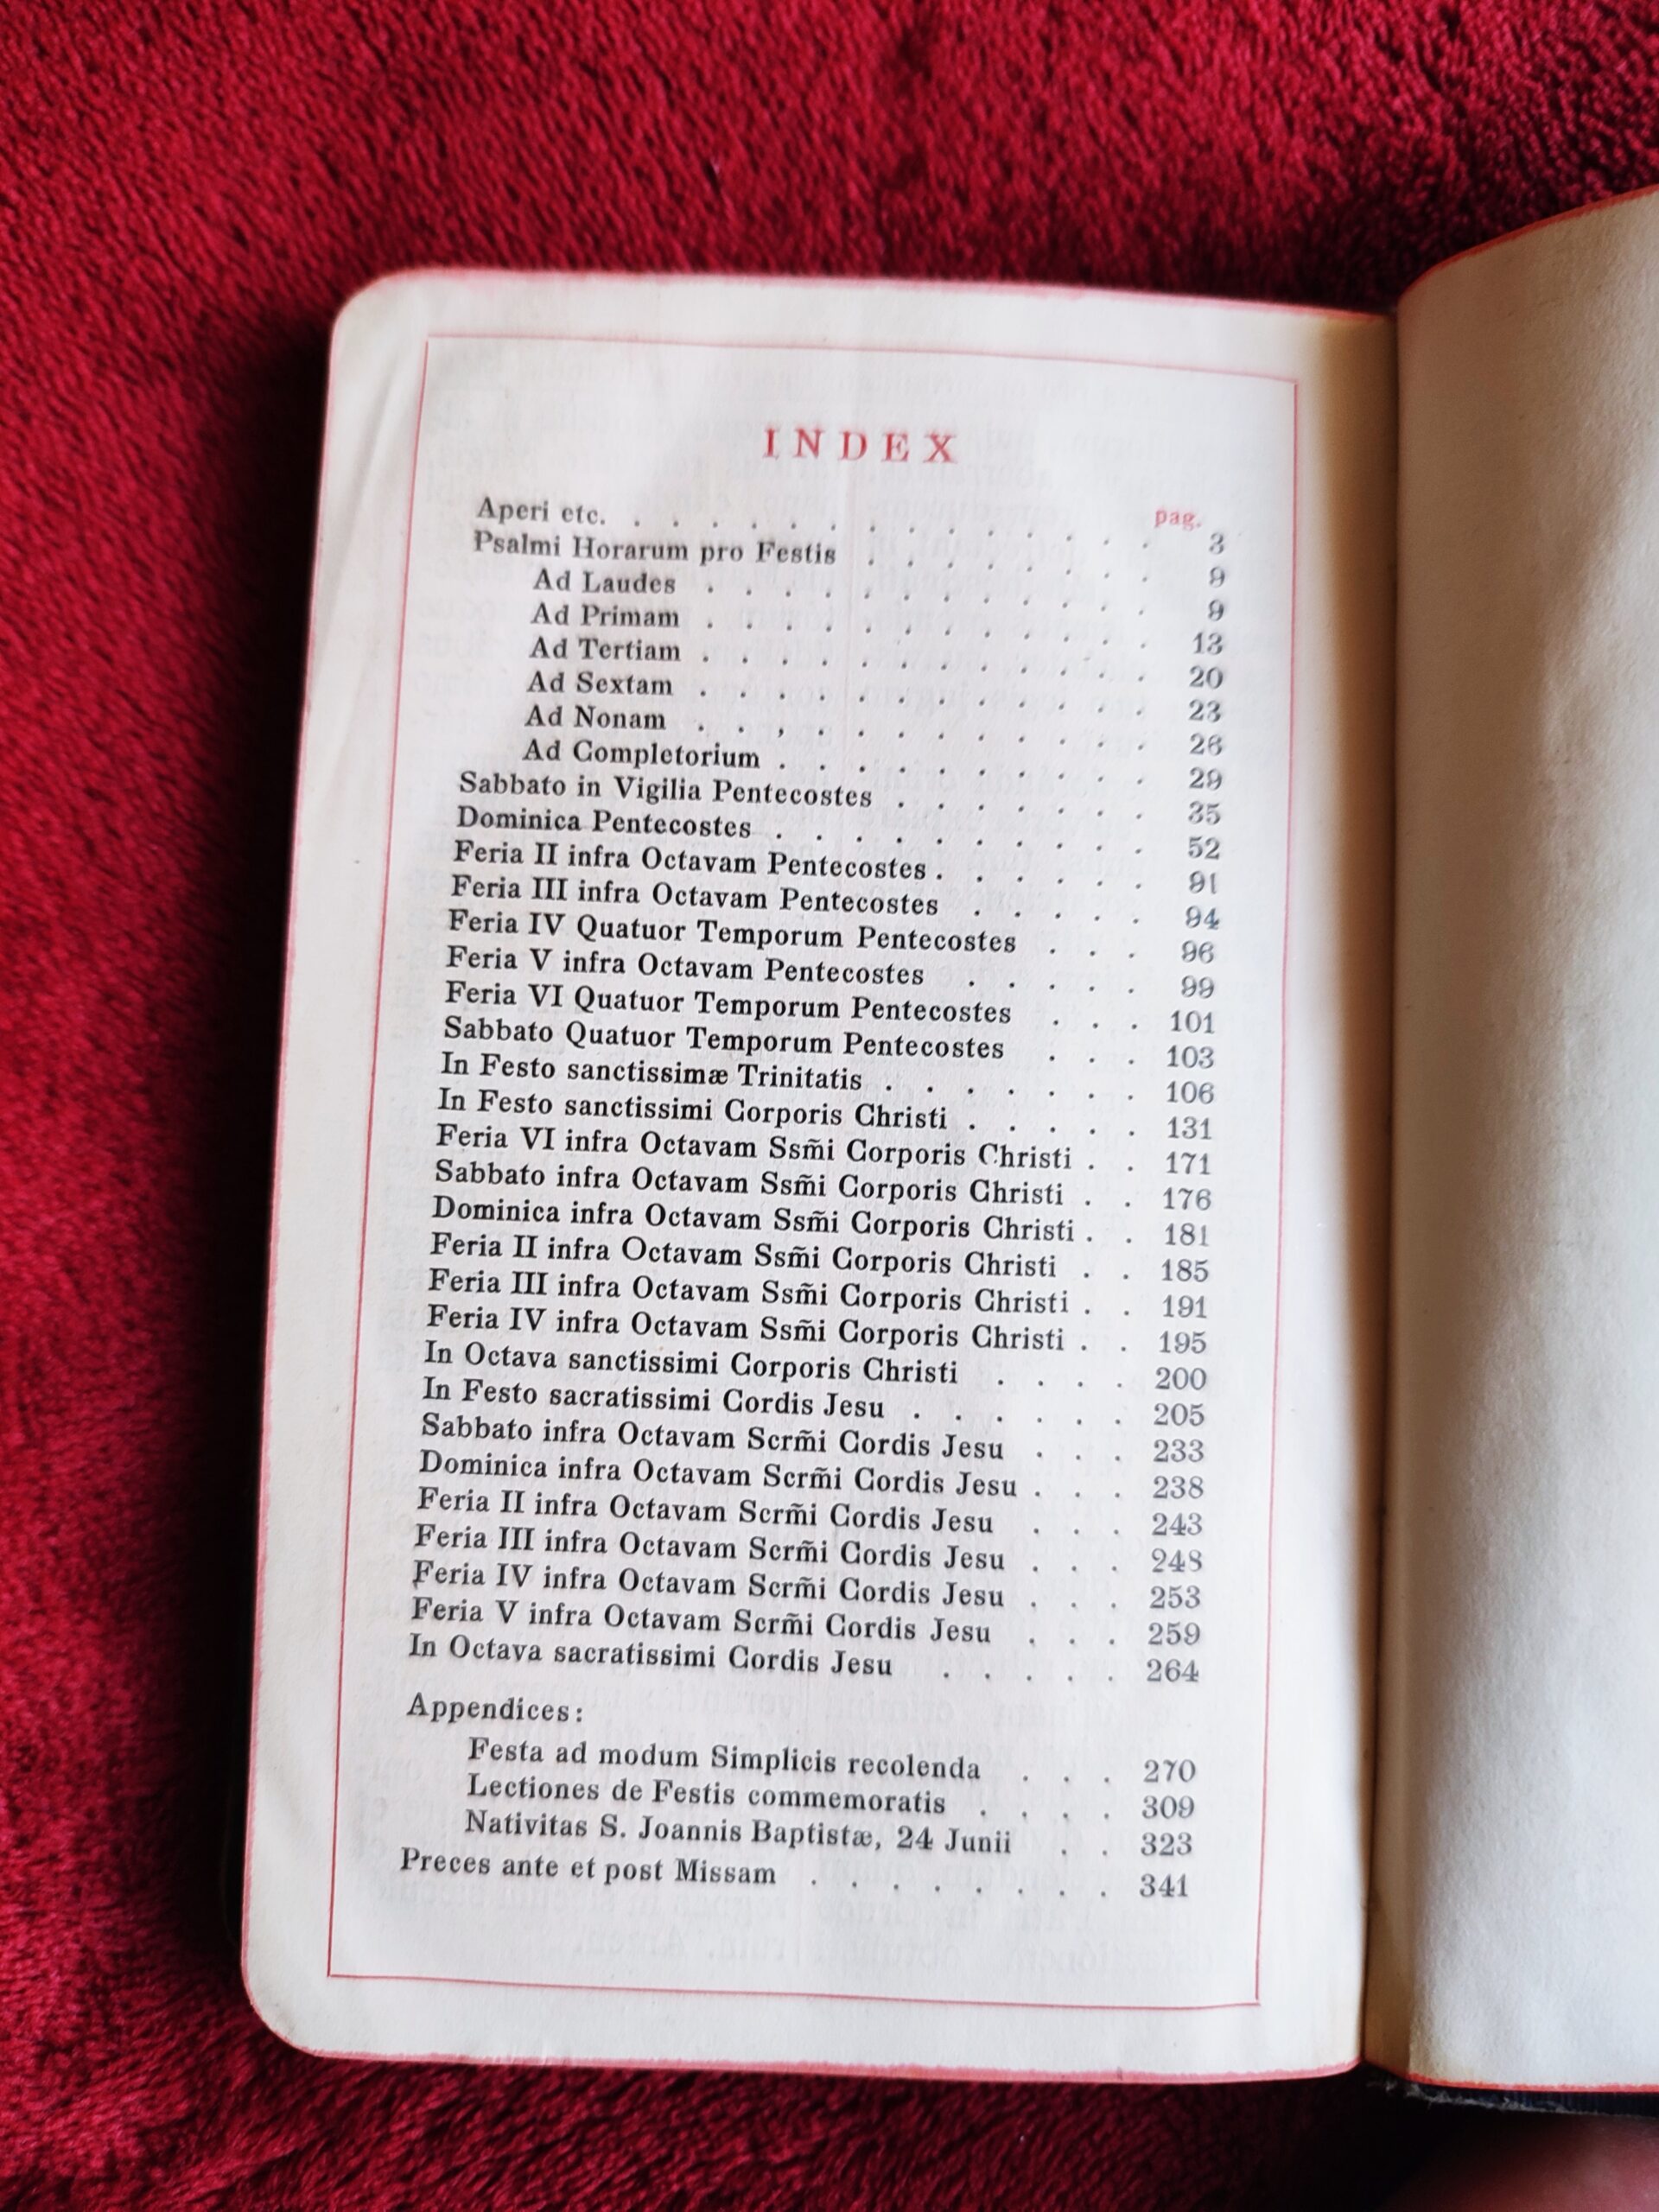 INDEX
pag.
Aperi etc. . . . . . . . . . . . . . . 3
Psalmi Horarum pro Festis . . . . . . . . 9
Ad Laudes . . . . . . . . . . . . 9
Ad Primam . . . . . . . . . . . . 13
Ad Tertiam . . . . . . . . . . . . 20
Ad Sextam . . . . . . . . . . . . 23
Ad Nonam . . . . . . . . . . . . 26
Ad Completorium . . . . . . . . . . 29
Sabbato in Vigilia Pentecostes . . . . . . . 35
Dominica Pentecostes . . . . . . . . . . 52
Feria II infra Octavam Pentecostes . . . . . . 91
Feria III infra Octavam Pentecostes . . . . . 94
Feria IV Quatuor Temporum Pentecostes . . . 96
Feria V infra Octavam Pentecostes . . . . . 99
Feria VI Quatuor Temporum Pentecostes . . . 101
Sabbato Quatuor Temporum Pentecostes . . . 103
In Festo sanctissimæ Trinitatis . . . . . . . 106
In Festo sanctissimi Corporis Christi . . . . . 131
Feria VI infra Octavam Ssm̃i Corporis Christi . . 171
Sabbato infra Octavam Ssm̃i Corporis Christi . . 176
Dominica infra Octavam Ssm̃i Corporis Christi . . 181
Feria II infra Octavam Ssm̃i Corporis Christi . . 185
Feria III infra Octavam Ssm̃i Corporis Christi . . 191
Feria IV infra Octavam Ssm̃i Corporis Christi . . 195
In Octava sanctissimi Corporis Christi . . . . 200
In Festo sacratissimi Cordis Jesu . . . . . . 205
Sabbato infra Octavam Scrm̃i Cordis Jesu . . . 233
Dominica infra Octavam Scrm̃i Cordis Jesu . . . 238
Feria II infra Octavam Scrm̃i Cordis Jesu . . . 243
Feria III infra Octavam Scrm̃i Cordis Jesu . . . 248
Feria IV infra Octavam Scrm̃i Cordis Jesu . . . 253
Feria V infra Octavam Scrm̃i Cordis Jesu . . . 259
In Octava sacratissimi Cordis Jesu . . . . . 264
Appendices:
Festa ad modum Simplicis recolenda . . . 270
Lectiones de Festis commemoratis . . . . 309
Nativitas S. Joannis Baptistæ, 24 Junii . . 323
Preces ante et post Missam . . . . . . . . 341